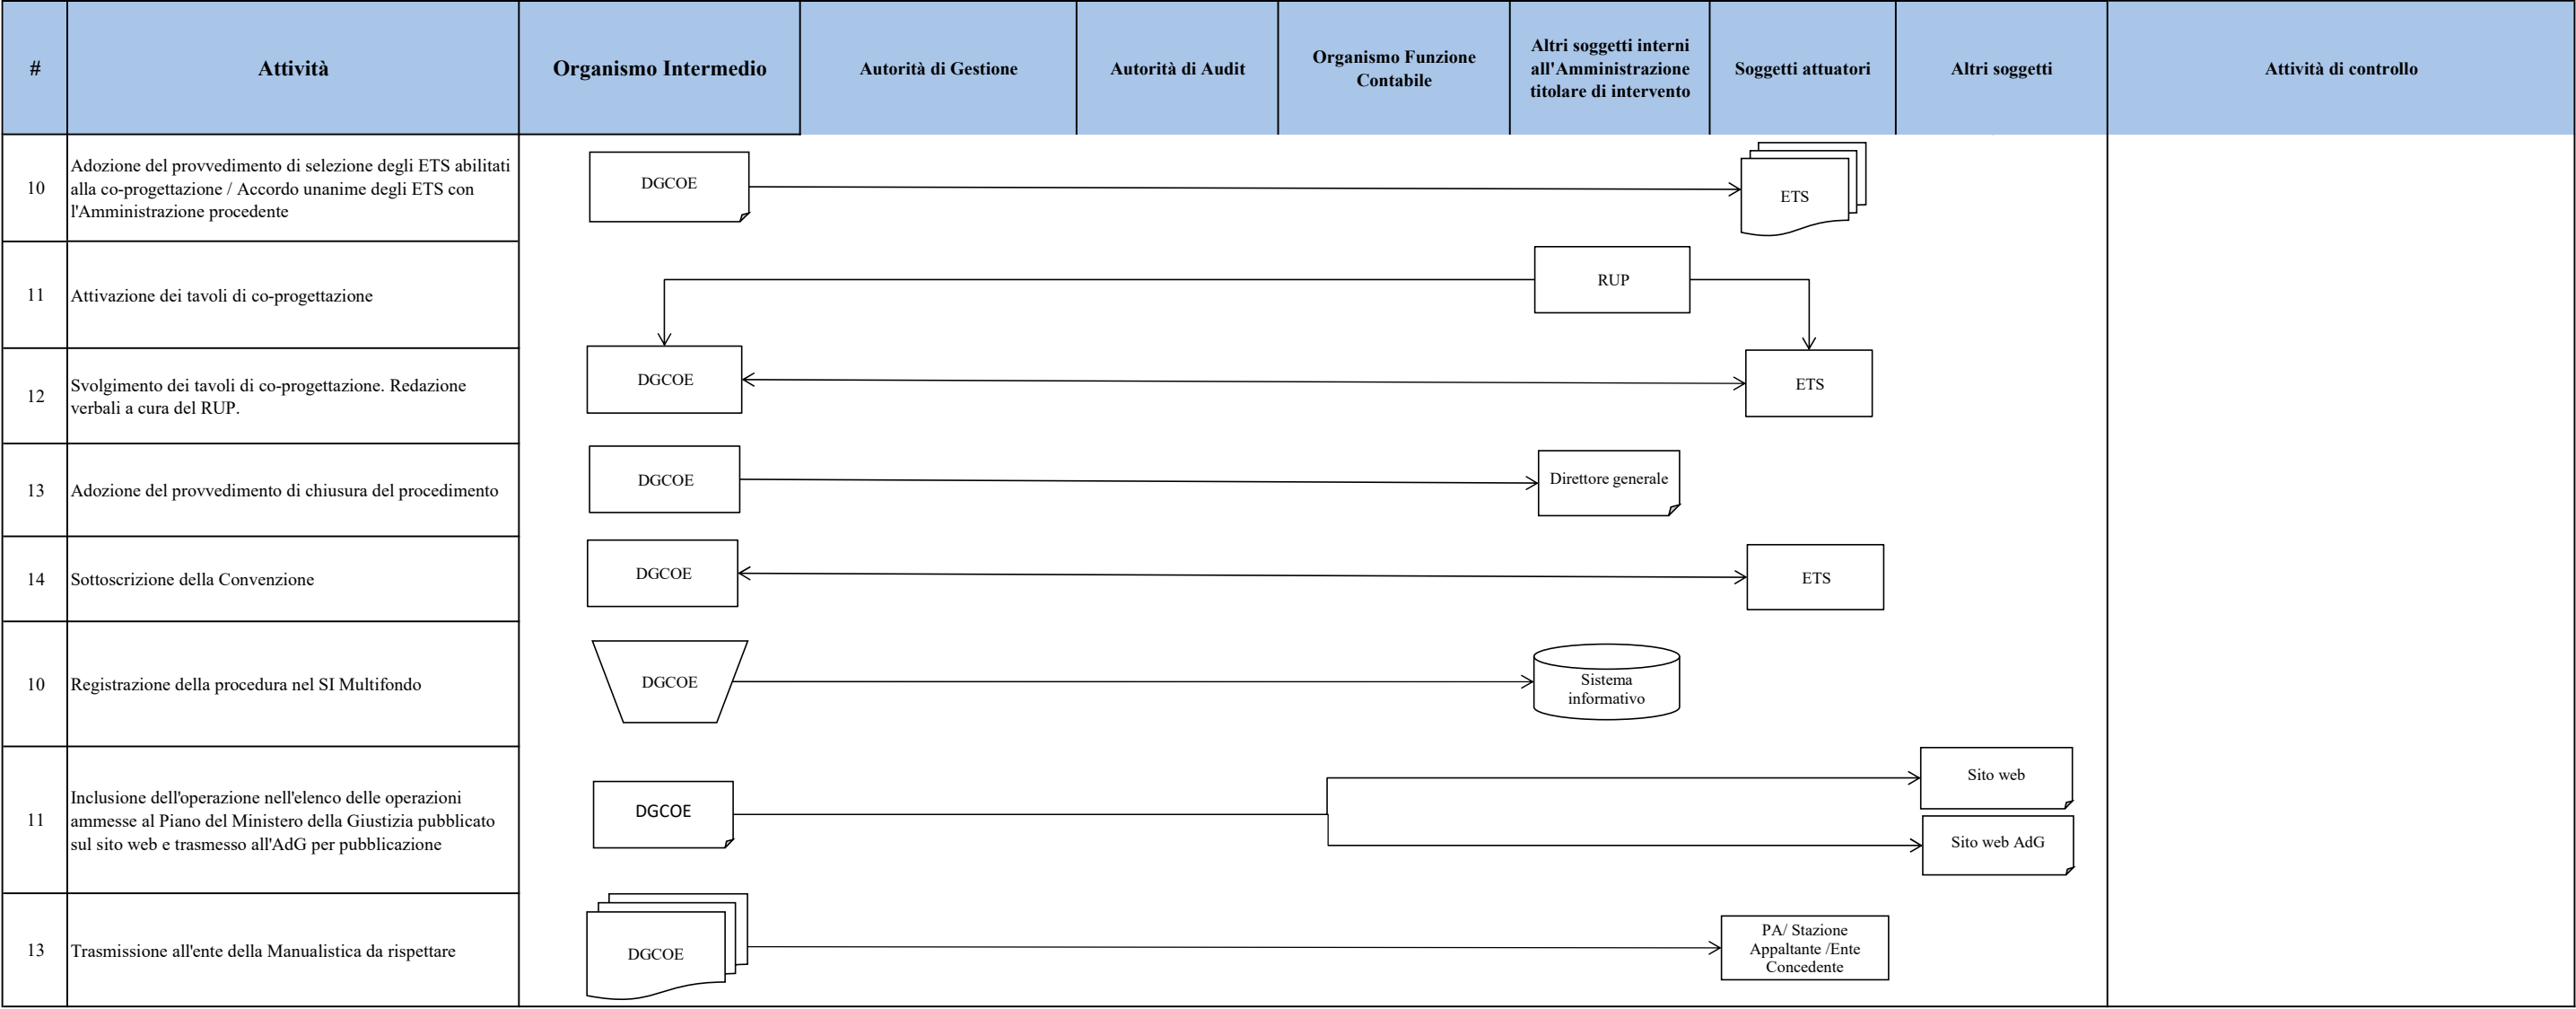 #
Attività
Organismo Intermedio
Autorità di Gestione
Autorità di Audit
Organismo Funzione
Contabile
Altri soggetti interni
all'Amministrazione
titolare di intervento
Soggetti attuatori
Altri soggetti
Attività di controllo
10
Adozione del provvedimento di selezione degli ETS abilitati
alla co-progettazione / Accordo unanime degli ETS con
l'Amministrazione procedente
DGCOE
ETS
11
Attivazione dei tavoli di co-progettazione
RUP
12
Svolgimento dei tavoli di co-progettazione. Redazione
verbali a cura del RUP.
DGCOE
ETS
13
Adozione del provvedimento di chiusura del procedimento
DGCOE
Direttore generale
14
Sottoscrizione della Convenzione
DGCOE
ETS
10
Registrazione della procedura nel SI Multifondo
DGCOE
Sistema
informativo
11
Inclusione dell'operazione nell'elenco delle operazioni
ammesse al Piano del Ministero della Giustizia pubblicato
sul sito web e trasmesso all'AdG per pubblicazione
DGCOE
Sito web
Sito web AdG
13
Trasmissione all'ente della Manualistica da rispettare
DGCOE
PA/ Stazione
Appaltante /Ente
Concedente